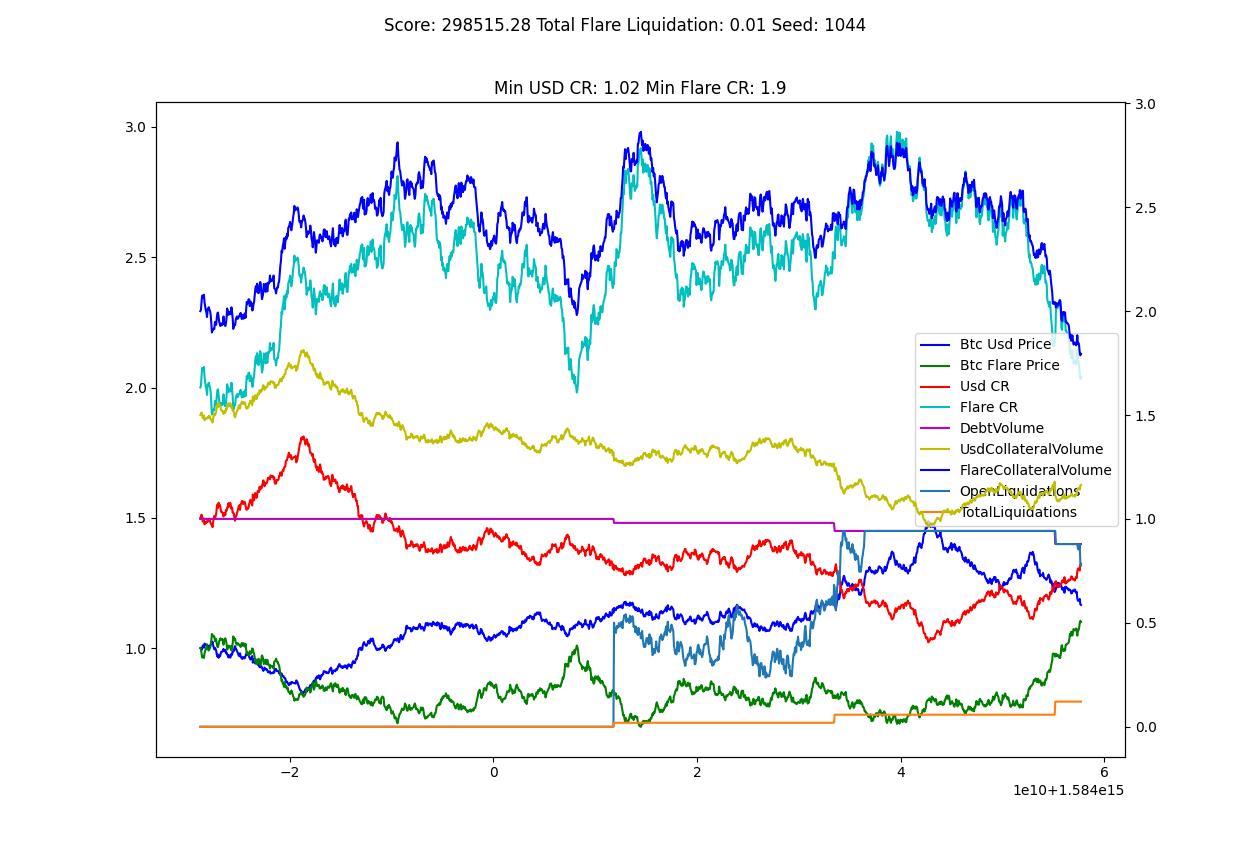 Score: 298515.28 Total Flare Liquidation: 0.01 Seed: 1044
Min USD CR: 1.02 Min Flare CR: 1.9
3.0
2.5
2.0
1.5
1.0
3.0
2.5
2.0
1.5
1.0
0.5
0.0
Btc Usd Price
Btc Flare Price
Usd CR
Flare CR
DebtVolume
UsdCollateralVolume
FlareCollateralVolume
OpenLiquidations
TotalLiquidations
−2 0 2 4 6
1e10+1.584e15